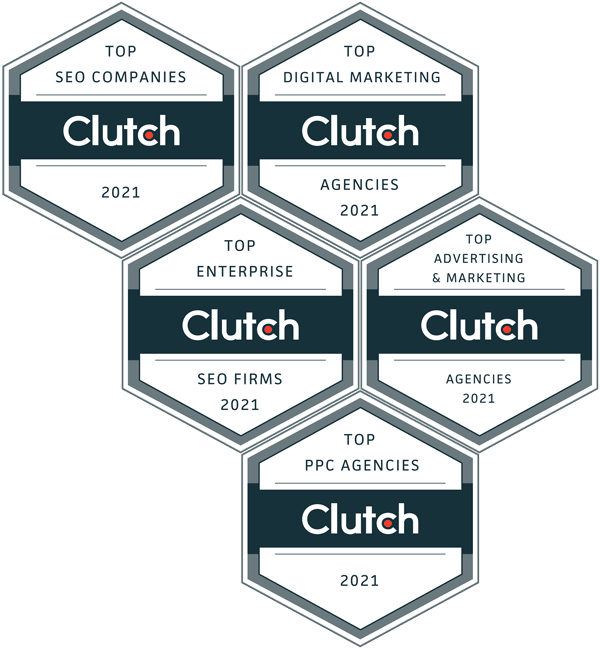 TOP
SEO COMPANIES
Clutch
2021
TOP
DIGITAL MARKETING
Clutch
AGENCIES
2021
TOP
ENTERPRISE
Clutch
SEO FIRMS
2021
TOP
ADVERTISING
& MARKETING
Clutch
AGENCIES
2021
TOP
PPC AGENCIES
Clutch
2021